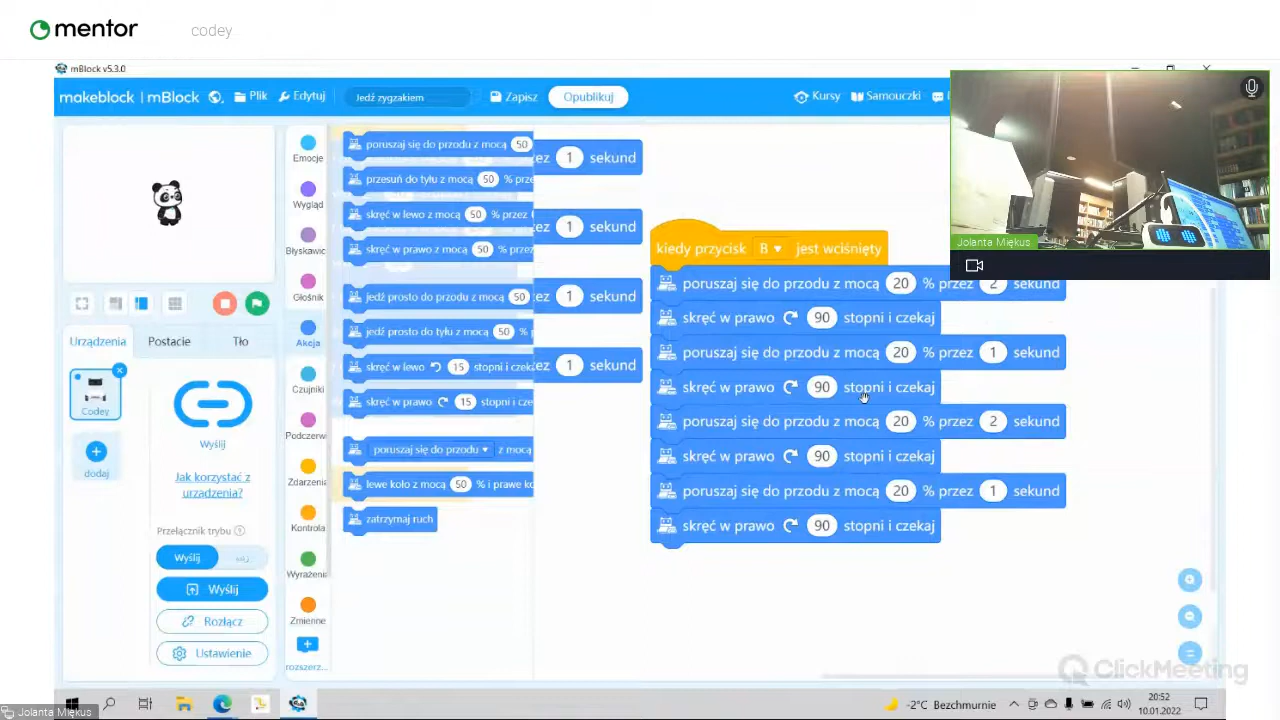 mentor
codey
mBlock v5.3.0
makeblock | mBlock
Plik
Edytuj
Jedź zygzakiem
Zapisz
Opublikuj
Kursy
Samouczki
Jolanta Miękus
Emocje
Wygląd
Błyskawic
Głośnik
Akcja
Czujniki
Podczerw
Zdarzenia
Kontrola
Wyrażenia
Zmienne
rozszerz...
poruszaj się do przodu z mocą 50
przesuń do tyłu z mocą 50 % prze
skręć w lewo z mocą 50 % przez
skręć w prawo z mocą 50 % przez
jedź prosto do przodu z mocą 50
jedź prosto do tyłu z mocą 50 % p
skręć w lewo 15 stopni i czeka
skręć w prawo 15 stopni i cze
poruszaj się do przodu z mocą
lewe koło z mocą 50 % i prawe ko
zatrzymaj ruch
ez 1 sekund
ez 1 sekund
ez 1 sekund
ez 1 sekund
kiedy przycisk B jest wciśnięty
poruszaj się do przodu z mocą 20 % przez 2 sekund
skręć w prawo 90 stopni i czekaj
poruszaj się do przodu z mocą 20 % przez 1 sekund
skręć w prawo 90 stopni i czekaj
poruszaj się do przodu z mocą 20 % przez 2 sekund
skręć w prawo 90 stopni i czekaj
poruszaj się do przodu z mocą 20 % przez 1 sekund
skręć w prawo 90 stopni i czekaj
Urządzenia
Postacie
Tło
Codey
dodaj
Wyślij
Jak korzystać z
urządzenia?
Przełącznik trybu
Wyślij
Wyślij
Rozłącz
Ustawienie
ClickMeeting
-2°C Bezchmurnie
20:52
10.01.2022
Jolanta Miękus